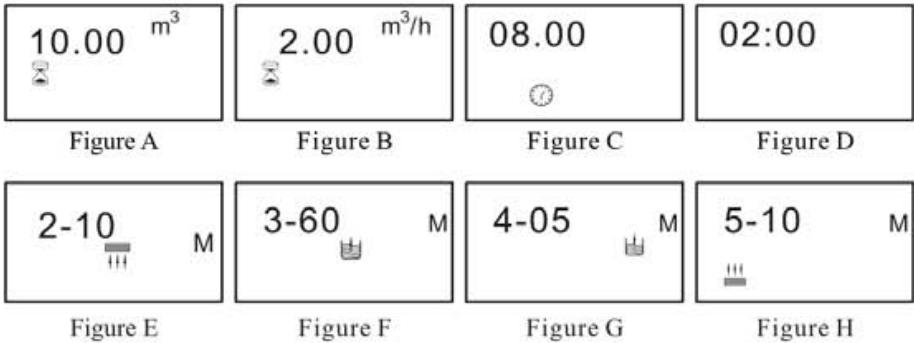 10.00 m³
2.00 m³/h
08.00
02:00
Figure A
Figure B
Figure C
Figure D
2-10 M
3-60 M
4-05 M
5-10 M
Figure E
Figure F
Figure G
Figure H